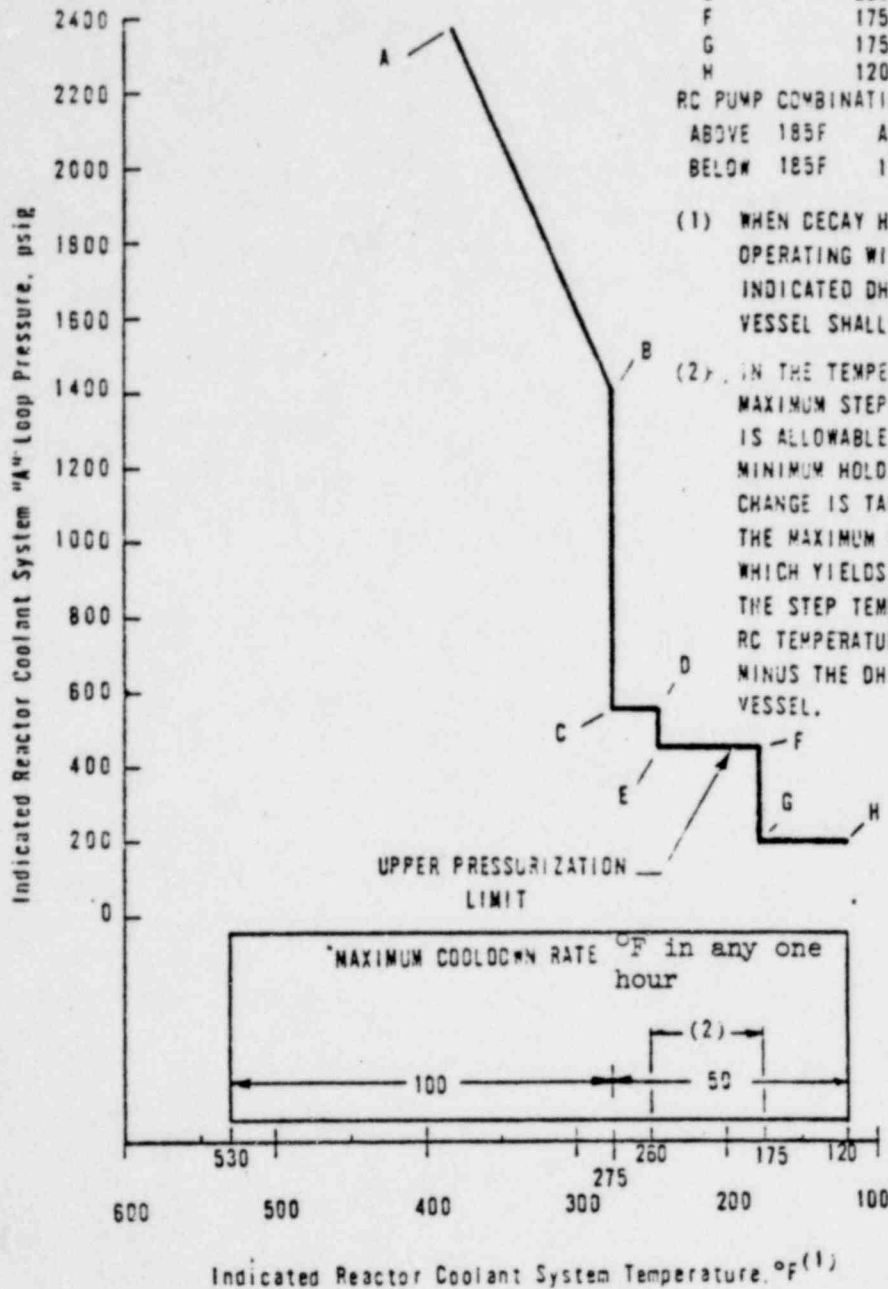 2400
2200
2000
1800
1600
1400
1200
1000
800
600
400
200
0
Indicated Reactor Coolant System "A" Loop Pressure, psig
A
B
C
D
E
F
G
H
UPPER PRESSURIZATION
LIMIT
F 175
G 175
H 120
RC PUMP COMBINATI
ABOVE 185F A
BELOW 185F 1
(1) WHEN DECAY H
OPERATING WI
INDICATED DH
VESSEL SHALL
(2). IN THE TEMPE
MAXIMUM STEP
IS ALLOWABLE
MINIMUM HOLD
CHANGE IS TA
THE MAXIMUM
WHICH YIELDS
THE STEP TEM
RC TEMPERATU
MINUS THE DH
VESSEL.
MAXIMUM COOLDOWN RATE °F in any one
hour
(2)
100 50
530 275 260 175 120
600 500 400 300 200 100
Indicated Reactor Coolant System Temperature, °F(1)